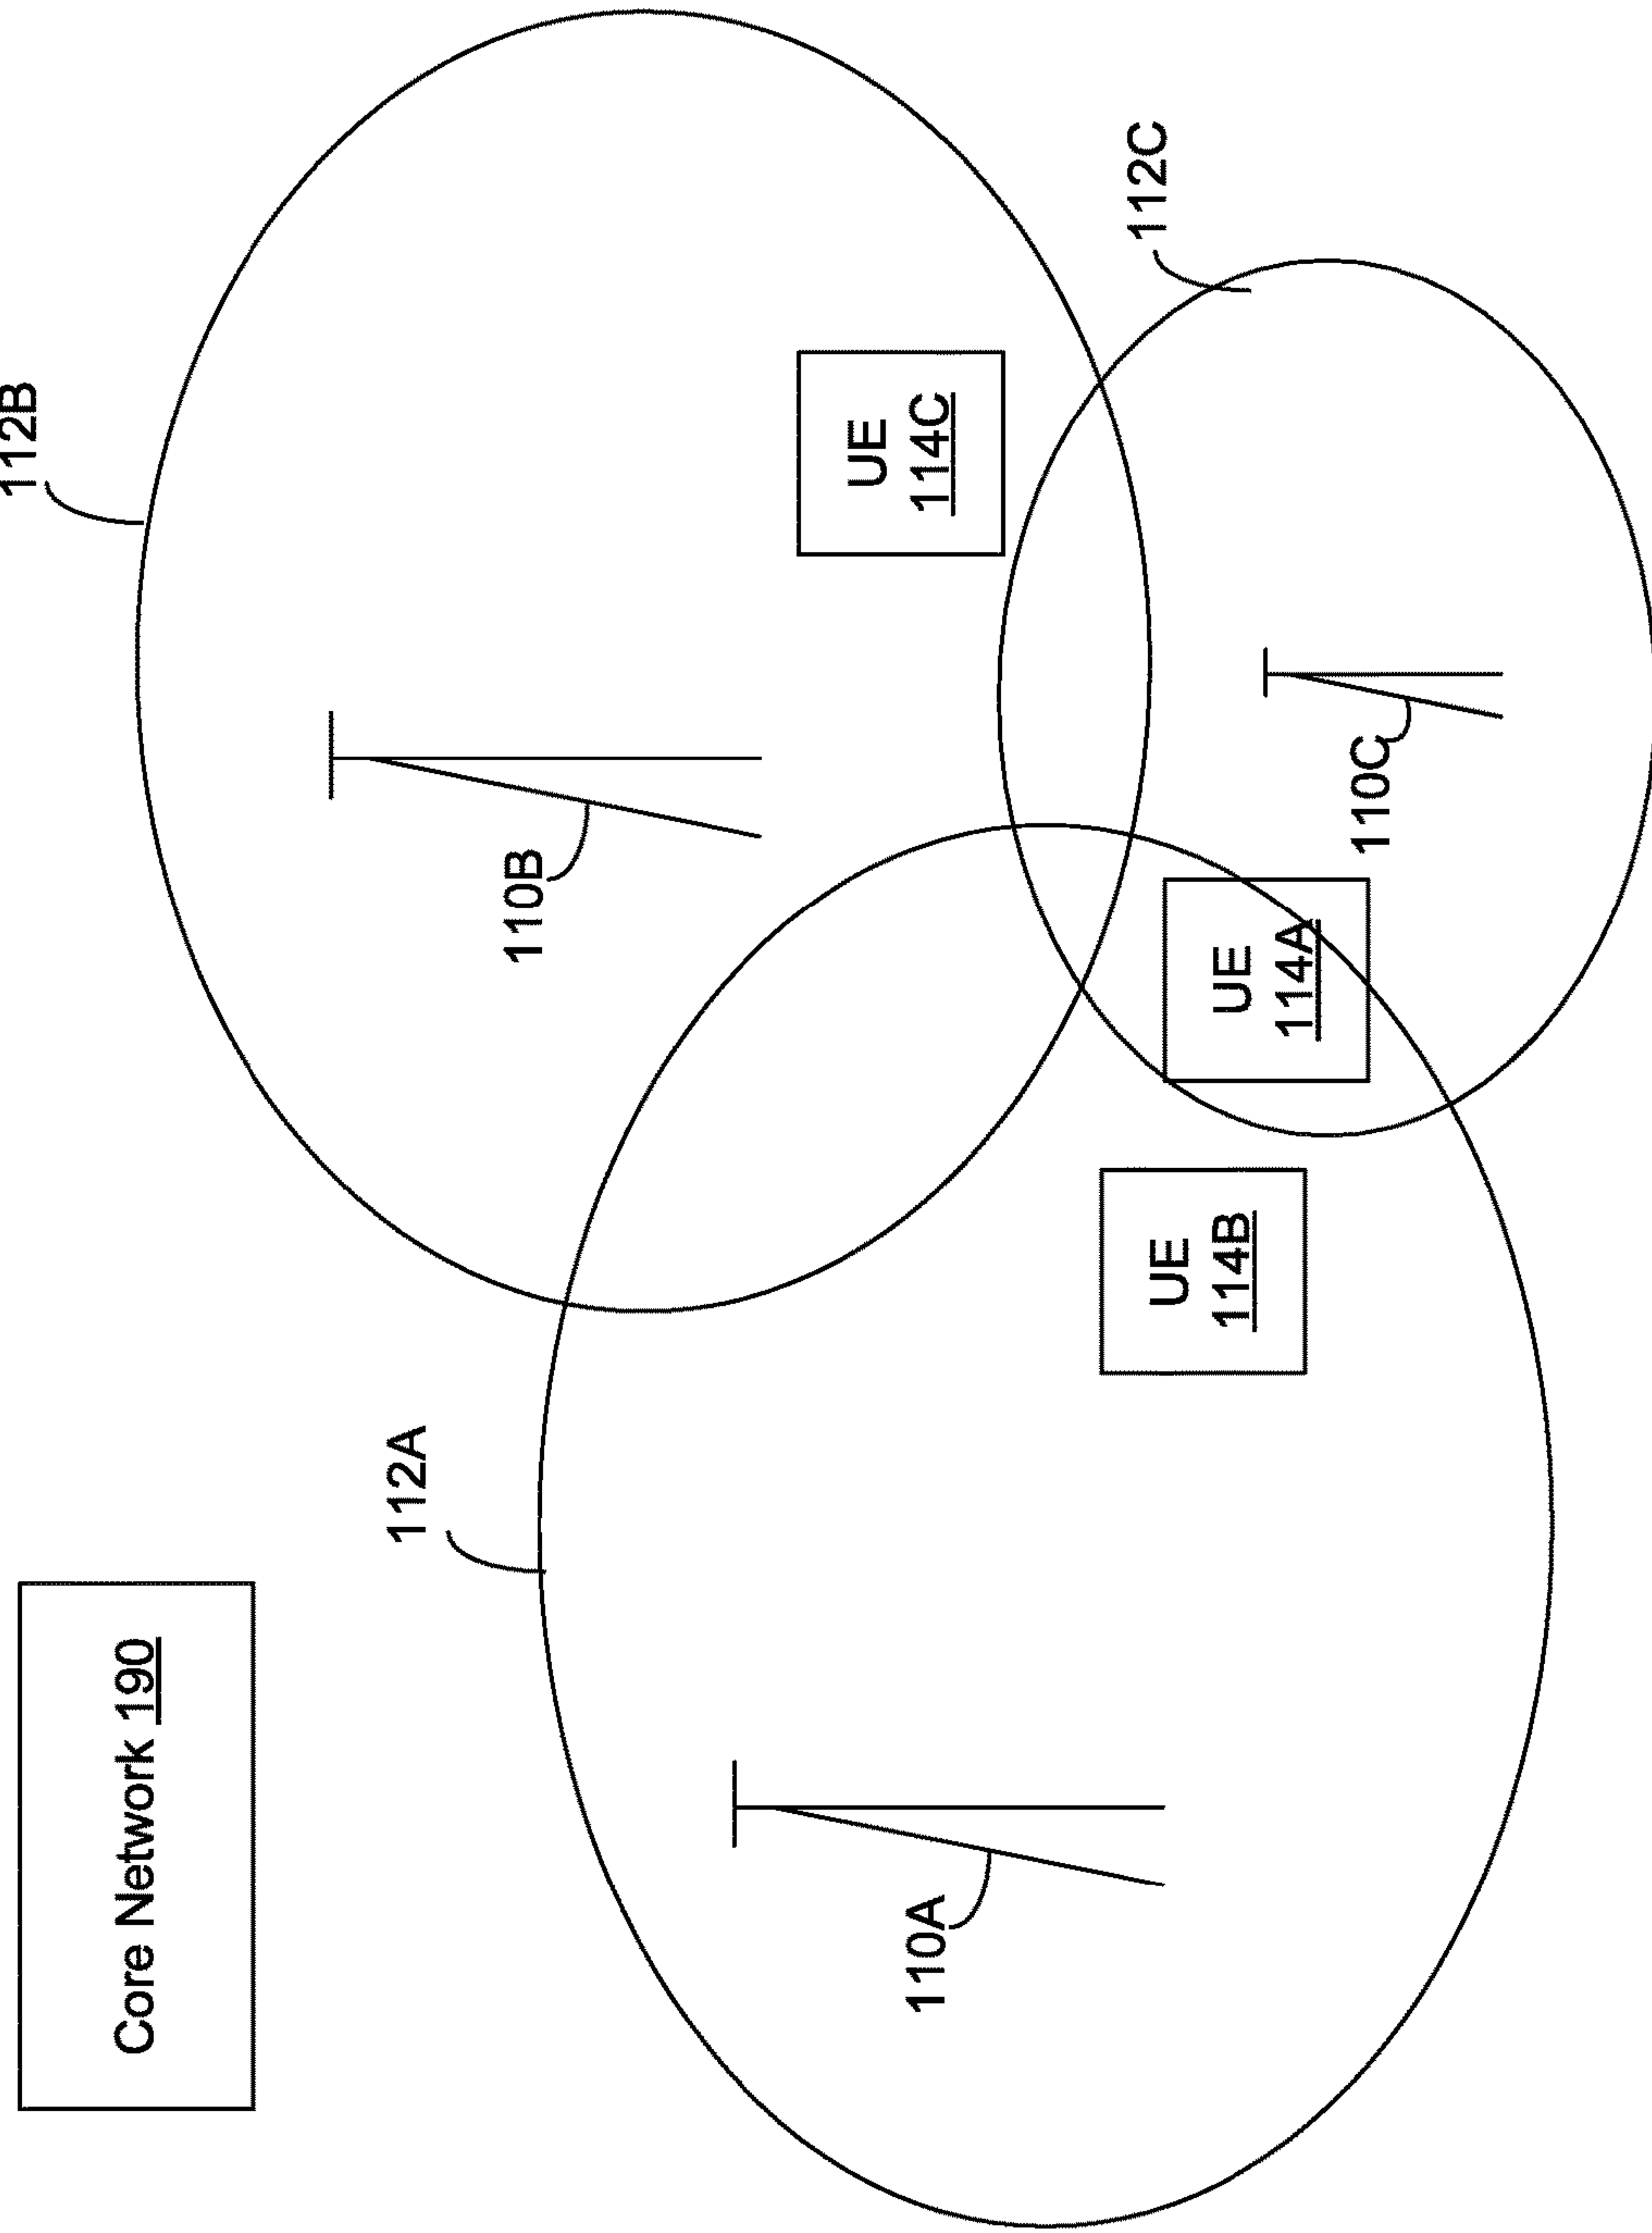 Core Network 190
112A
112B
110B
110A
UE
114C
112C
UE
114B
UE
114A
110C